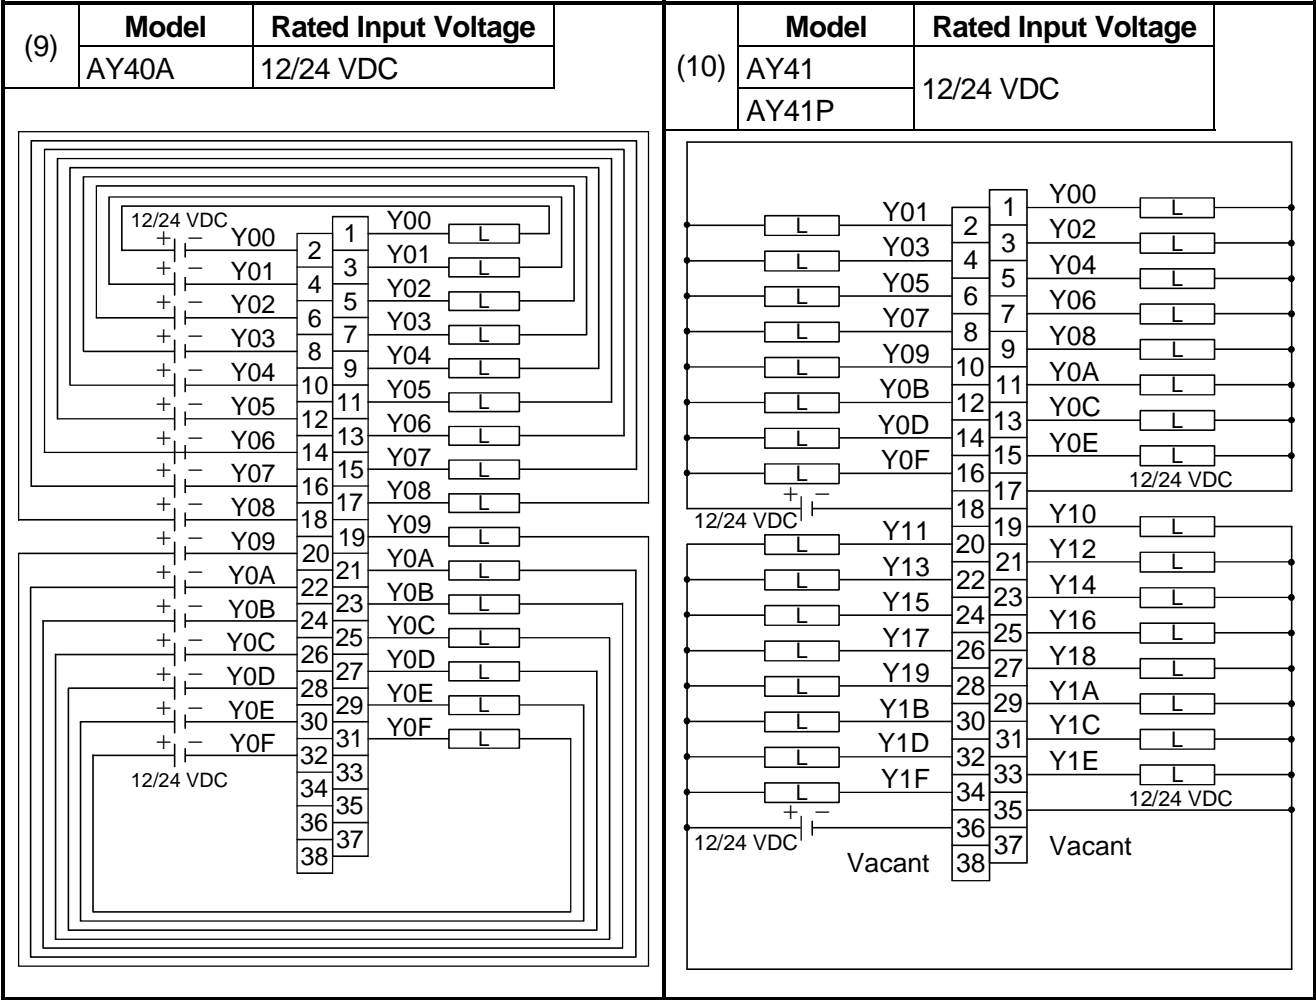 (9)
Model Rated Input Voltage
AY40A 12/24 VDC
12/24 VDC
+ − Y00 2 1 Y00 L
+ − Y01 4 3 Y01 L
+ − Y02 6 5 Y02 L
+ − Y03 8 7 Y03 L
+ − Y04 10 9 Y04 L
+ − Y05 12 11 Y05 L
+ − Y06 14 13 Y06 L
+ − Y07 16 15 Y07 L
+ − Y08 18 17 Y08 L
+ − Y09 20 19 Y09 L
+ − Y0A 22 21 Y0A L
+ − Y0B 24 23 Y0B L
+ − Y0C 26 25 Y0C L
+ − Y0D 28 27 Y0D L
+ − Y0E 30 29 Y0E L
+ − Y0F 32 31 Y0F L
12/24 VDC
34 33
36 35
38 37
(10)
Model Rated Input Voltage
AY41 12/24 VDC
AY41P
L Y01 2 1 Y00 L
L Y03 4 3 Y02 L
L Y05 6 5 Y04 L
L Y07 8 7 Y06 L
L Y09 10 9 Y08 L
L Y0B 12 11 Y0A L
L Y0D 14 13 Y0C L
L Y0F 16 15 Y0E L
12/24 VDC + − 18 17 12/24 VDC
L Y11 20 19 Y10 L
L Y13 22 21 Y12 L
L Y15 24 23 Y14 L
L Y17 26 25 Y16 L
L Y19 28 27 Y18 L
L Y1B 30 29 Y1A L
L Y1D 32 31 Y1C L
L Y1F 34 33 Y1E L
12/24 VDC + − 36 35 12/24 VDC
Vacant 38 37 Vacant